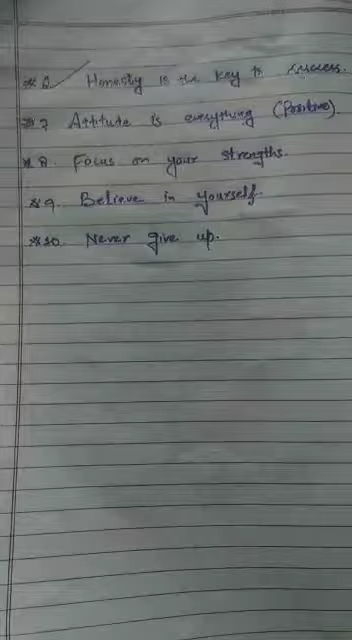 *6. Honesty is the key to success.
*7 Attitude is everything (Positive).
*8. Focus on your strengths.
*9. Believe in yourself.
*10. Never give up.